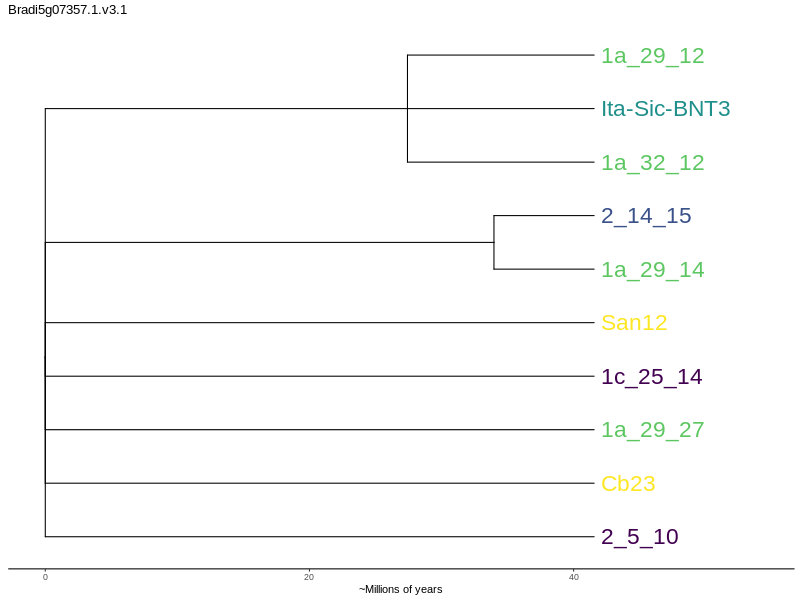 Bradi5g07357.1.v3.1
1a_29_12
Ita-Sic-BNT3
1a_32_12
2_14_15
1a_29_14
San12
1c_25_14
1a_29_27
Cb23
2_5_10
0 20 40
~Millions of years